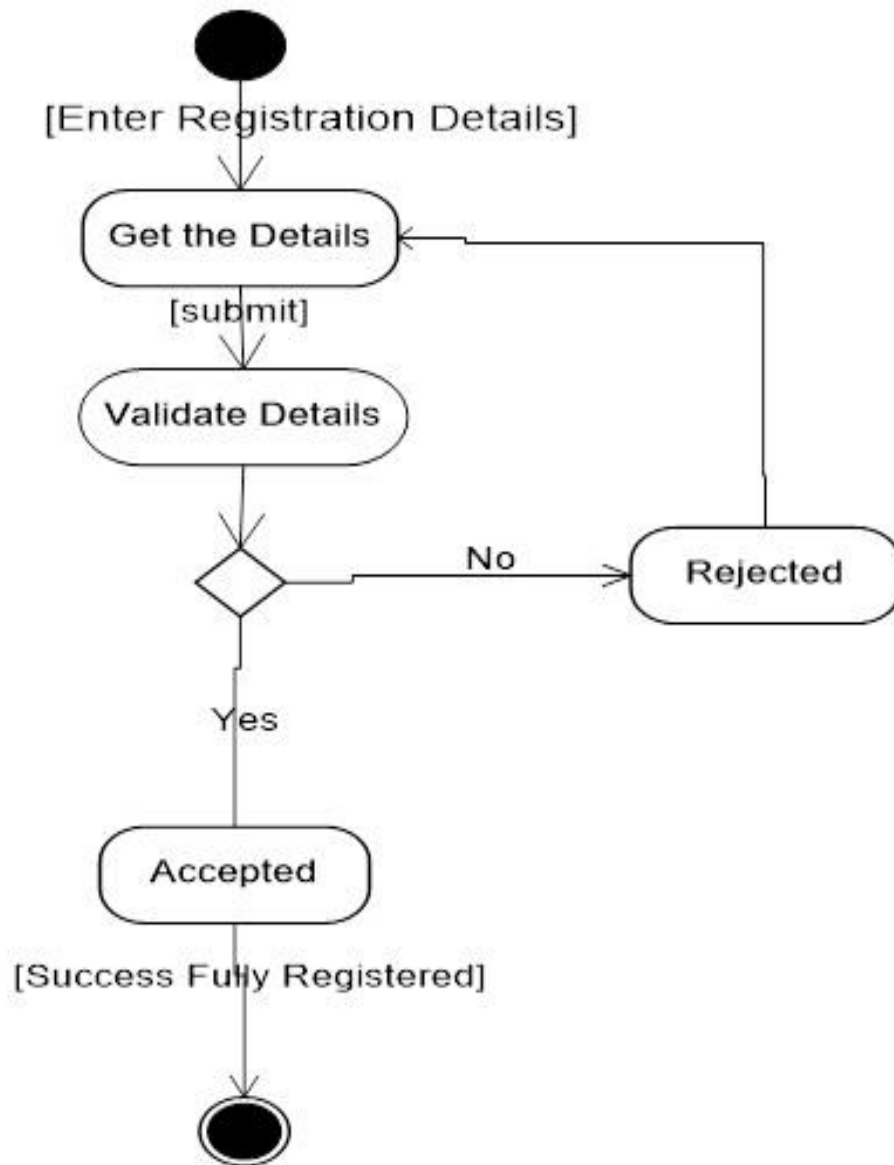 [Enter Registration Details]
Get the Details
[submit]
Validate Details
No
Rejected
Yes
Accepted
[Success Fully Registered]